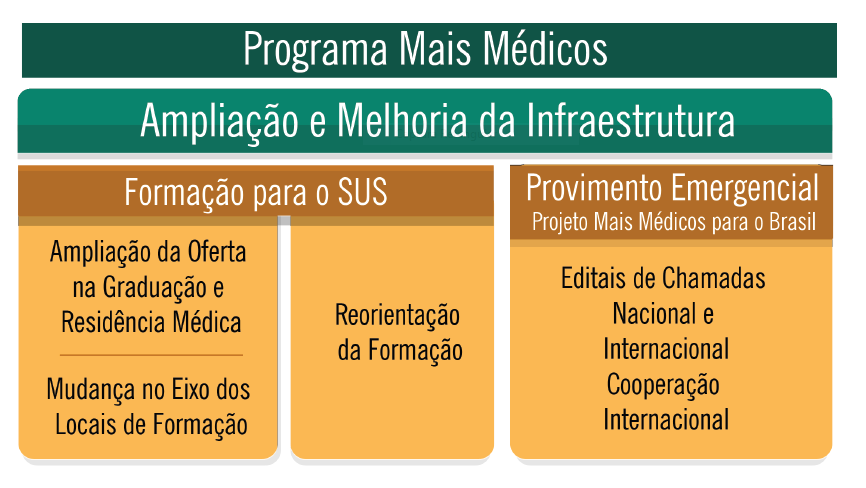 Programa Mais Médicos
Ampliação e Melhoria da Infraestrutura
Formação para o SUS
Ampliação da Oferta
na Graduação e
Residência Médica
Mudança no Eixo dos
Locais de Formação
Reorientação
da Formação
Provimento Emergencial
Projeto Mais Médicos para o Brasil
Editais de Chamadas
Nacional e
Internacional
Cooperação
Internacional